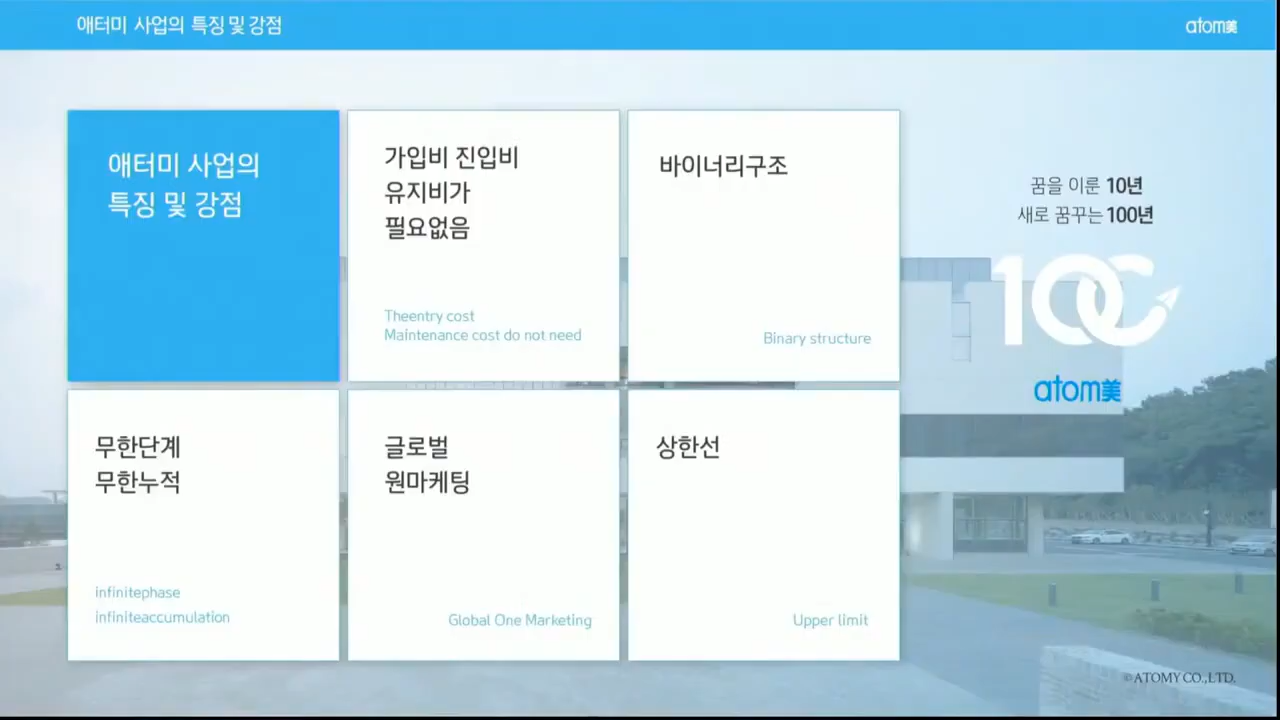 애터미 사업의 특징 및 강점
atom美
애터미 사업의
특징 및 강점
가입비 진입비
유지비가
필요없음
Theentry cost
Maintenance cost do not need
바이너리구조
Binary structure
꿈을 이룬 10년
새로 꿈꾸는 100년
100
atom美
무한단계
무한누적
infinitephase
infiniteaccumulation
글로벌
원마케팅
Global One Marketing
상한선
Upper limit
©ATOMY CO.,LTD.